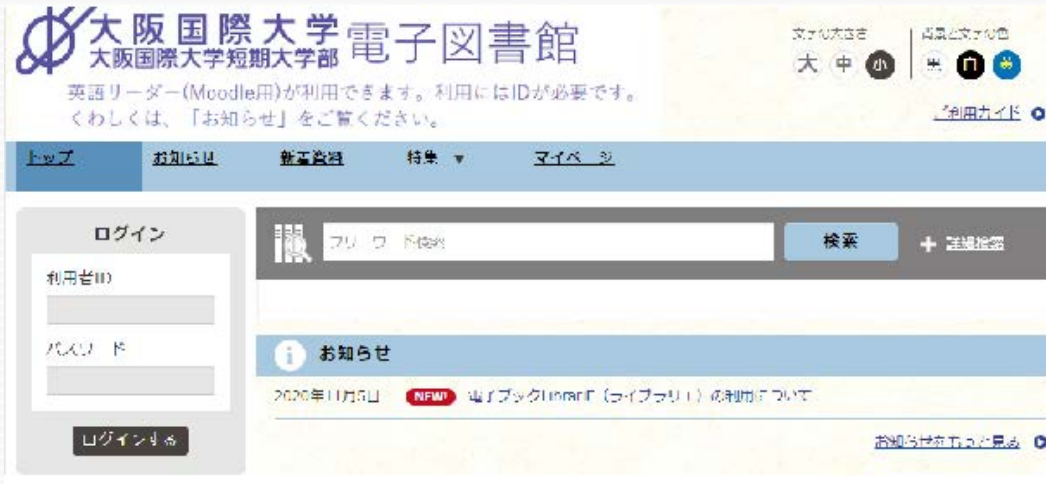 大阪国際大学
大阪国際大学短期大学部
電子図書館
英語リーダー(Moodle用)が利用できます。利用にはIDが必要です。
くわしくは、「お知らせ」をご覧ください。
文字の大きさ
大 中 小
背景と文字の色
ご利用ガイド
トップ お知らせ 新着資料 特集 ▼ マイページ
ログイン
利用者ID
パスワード
ログインする
フリーワード検索
検索
+ 詳細検索
お知らせ
2020年11月5日 NEW! 電子ブックLibrariE（ライブラリエ）の利用について
お知らせをもっと見る